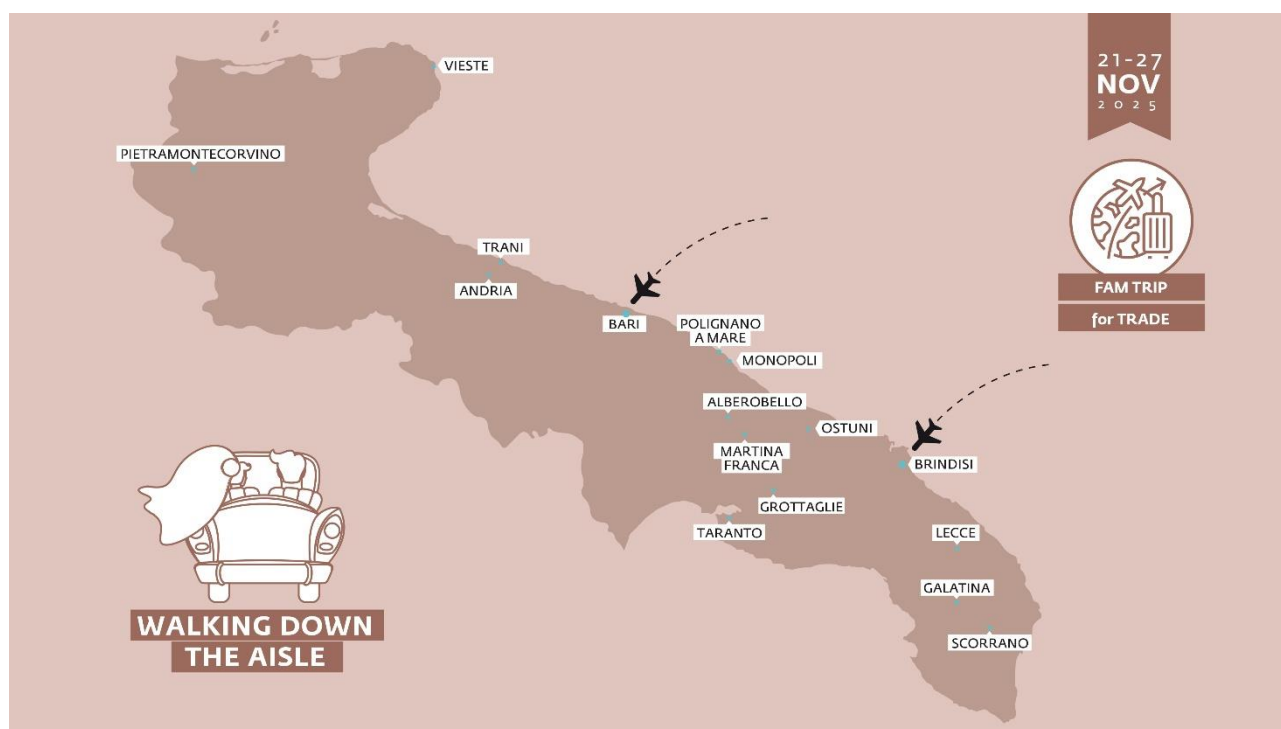 VIESTE
21-27
NOV
2025
PIETRAMONTECORVINO
TRANI
ANDRIA
BARI
POLIGNANO
A MARE
MONOPOLI
FAM TRIP
for TRADE
ALBEROBELLO
OSTUNI
MARTINA
FRANCA
BRINDISI
GROTTAGLIE
TARANTO
LECCE
GALATINA
SCORRANO
WALKING DOWN
THE AISLE